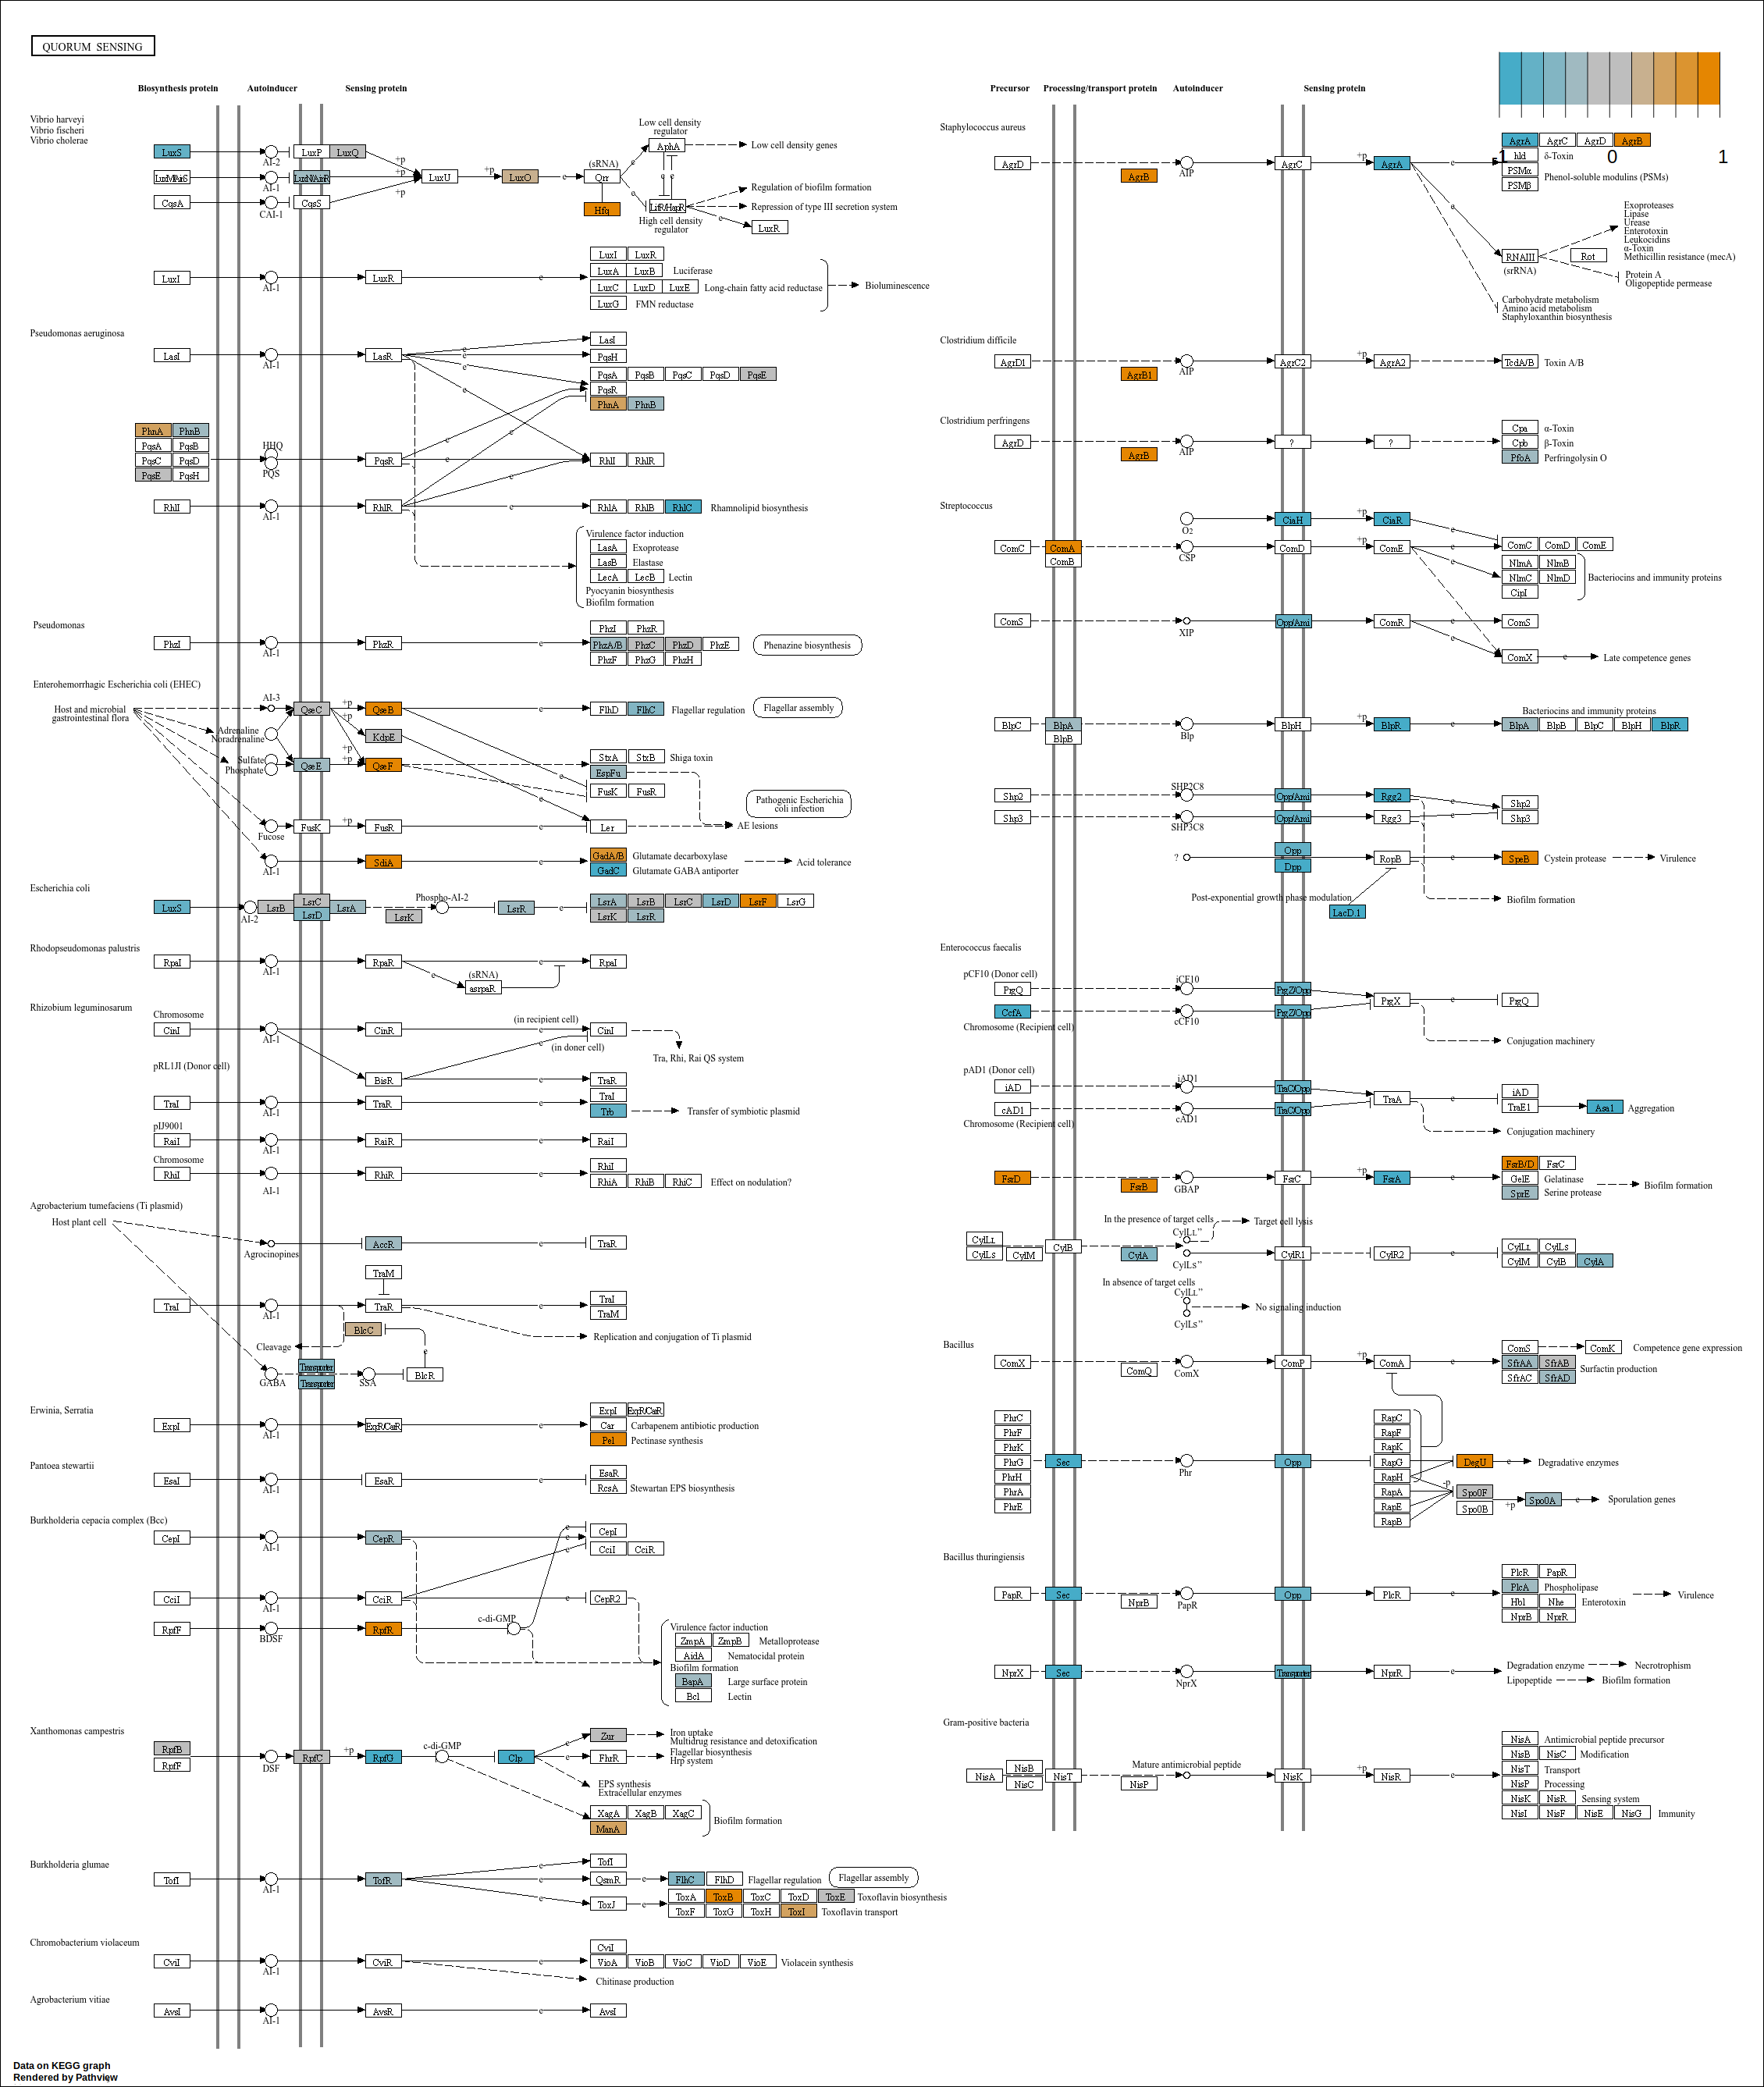 QUORUM SENSING
Biosynthesis protein Autoinducer Sensing protein
Vibrio harveyi
Vibrio fischeri
Vibrio cholerae
LuxS AI-2 LuxP LuxQ +p
AI-1 +p LuxU +p LuxO e (sRNA) Qrr
CqsA CAI-1 CqsS +p
Hfq
Low cell density regulator
AphA Low cell density genes
e e e e
Regulation of biofilm formation
Repression of type III secretion system
High cell density regulator
e LuxR
LuxI AI-1 LuxR e
LuxI LuxR
LuxA LuxB Luciferase
LuxC LuxD LuxE Long-chain fatty acid reductase Bioluminescence
LuxG FMN reductase
Pseudomonas aeruginosa
LasI AI-1 LasR e e e e
LasI
PqsH
PqsA PqsB PqsC PqsD PqsE
PqsR
PhnA PhnB
PhnA PhnB
PqsA PqsB
PqsC PqsD
PqsE PqsH
HHQ
PQS
PqsR e e e
RhlI RhlR
RhlI AI-1 RhlR e
RhlA RhlB RhlC Rhamnolipid biosynthesis
Virulence factor induction
LasA Exoprotease
LasB Elastase
LecA LecB Lectin
Pyocyanin biosynthesis
Biofilm formation
Pseudomonas
PhzI AI-1 PhzR e
PhzI PhzR
PhzA/B PhzC PhzD PhzE
PhzF PhzG PhzH
Phenazine biosynthesis
Enterohemorrhagic Escherichia coli (EHEC)
Host and microbial
gastrointestinal flora
AI-3 QseC +p QseB e FlhD FlhC Flagellar regulation Flagellar assembly
Adrenaline
Noradrenaline
+p KdpE
Sulfate
Phosphate
QseE +p +p QseF
e e
StxA StxB Shiga toxin
EspFu
FusK FusR
Pathogenic Escherichia
coli infection
Fucose FusK +p FusR e Ler AE lesions
AI-1 SdiA e
GadA/B Glutamate decarboxylase Acid tolerance
GadC Glutamate GABA antiporter
Escherichia coli
LuxS AI-2 LsrB LsrC LsrD LsrA LsrK Phospho-AI-2 LsrR e
LsrA LsrB LsrC LsrD LsrF LsrG
LsrK LsrR
Rhodopseudomonas palustris
RpaI AI-1 RpaR e RpaI
e (sRNA) asrpaR
Rhizobium leguminosarum
Chromosome
CinI AI-1 CinR (in recipient cell) e CinI
e (in doner cell)
Tra, Rhi, Rai QS system
pRL1JI (Donor cell)
BisR e TraR
TraI AI-1 TraR e TraI
Trb Transfer of symbiotic plasmid
pIJ9001
RaiI AI-1 RaiR e RaiI
Chromosome
RhiI AI-1 RhiR e RhiI
RhiA RhiB RhiC Effect on nodulation?
Agrobacterium tumefaciens (Ti plasmid)
Host plant cell
Agrocinopines AccR e TraR
TraM
TraI AI-1 TraR e TraI
TraM
BlcC
Replication and conjugation of Ti plasmid
Cleavage e
GABA Transporter Transporter SSA BlcR
Erwinia, Serratia
ExpI AI-1 ExpR/CarR e
ExpI ExpR/CarR
Car Carbapenem antibiotic production
Pel Pectinase synthesis
Pantoea stewartii
EsaI AI-1 EsaR e
EsaR
RcsA Stewartan EPS biosynthesis
Burkholderia cepacia complex (Bcc)
CepI AI-1 CepR e e e
CepI
CciI CciR
CciI AI-1 CciR e CepR2
RpfF BDSF RpfR c-di-GMP
Virulence factor induction
ZmpA ZmpB Metalloprotease
AidA Nematocidal protein
Biofilm formation
BapA Large surface protein
Bcl Lectin
Xanthomonas campestris
RpfB
RpfF
DSF RpfC +p RpfG c-di-GMP Clp e e
Zur Iron uptake
Multidrug resistance and detoxification
FhrR Flagellar biosynthesis
Hrp system
EPS synthesis
Extracellular enzymes
XagA XagB XagC Biofilm formation
ManA
Burkholderia glumae
TofI AI-1 TofR e e e
TofI
QsmR e FlhC FlhD Flagellar regulation Flagellar assembly
ToxJ e ToxA ToxB ToxC ToxD ToxE Toxoflavin biosynthesis
ToxF ToxG ToxH ToxI Toxoflavin transport
Chromobacterium violaceum
CviI AI-1 CviR e
CviI
VioA VioB VioC VioD VioE Violacein synthesis
Chitinase production
Agrobacterium vitiae
AvsI AI-1 AvsR e AvsI
Data on KEGG graph
Rendered by Pathview
Precursor Processing/transport protein Autoinducer Sensing protein
-1 0 1
Staphylococcus aureus
AgrD AgrB AIP AgrC +p AgrA e
AgrA AgrC AgrD AgrB
hld δ-Toxin
PSMα Phenol-soluble modulins (PSMs)
PSMβ
e RNAIII (srRNA) Rot
Exoproteases
Lipase
Urease
Enterotoxin
Leukocidins
α-Toxin
Methicillin resistance (mecA)
Protein A
Oligopeptide permease
Carbohydrate metabolism
Amino acid metabolism
Staphyloxanthin biosynthesis
Clostridium difficile
AgrD1 AgrB1 AIP AgrC2 +p AgrA2 TcdA/B Toxin A/B
Clostridium perfringens
AgrD AgrB AIP ? ?
Cpa α-Toxin
Cpb β-Toxin
PfoA Perfringolysin O
Streptococcus
O2 CiaH +p CiaR e
ComC ComA ComB CSP ComD +p ComE e e
ComC ComD ComE
NlmA NlmB
NlmC NlmD Bacteriocins and immunity proteins
CipI
ComS XIP Opp/Ami ComR e ComS
e ComX e Late competence genes
Bacteriocins and immunity proteins
BlpC BlpA BlpB Blp BlpH +p BlpR e BlpA BlpB BlpC BlpH BlpR
Shp2 SHP2C8 Opp/Ami Rgg2 e Shp2
Shp3 SHP3C8 Opp/Ami Rgg3 e Shp3
? Opp Dpp RopB e SpeB Cystein protease Virulence
Post-exponential growth phase modulation
LacD.1
Biofilm formation
Enterococcus faecalis
pCF10 (Donor cell)
PrgQ iCF10 PrgZ/Opp PrgX e PrgQ
CcfA cCF10 PrgZ/Opp
Chromosome (Recipient cell)
Conjugation machinery
pAD1 (Donor cell)
iAD iAD1 TraC/Opp TraA e iAD
cAD1 cAD1 TraC/Opp TraE1 Asa1 Aggregation
Chromosome (Recipient cell)
Conjugation machinery
FsrD FsrB GBAP FsrC +p FsrA e
FsrB/D FsrC
GelE Gelatinase
SprE Serine protease
Biofilm formation
In the presence of target cells Target cell lysis
CylLL CylLS CylM CylB CylA CylLL" CylLS" CylR1 CylR2 e
CylLL CylLS
CylM CylB CylA
In absence of target cells
CylLL"
No signaling induction
CylLS"
Bacillus
ComX ComQ ComX ComP +p ComA e
ComS ComK Competence gene expression
SfrAA SfrAB Surfactin production
SfrAC SfrAD
PhrC
PhrF
PhrK
PhrG
PhrH
PhrA
PhrE
Sec Phr Opp
RapC
RapF
RapK
RapG
RapH
RapA
RapE
RapB
DegU e Degradative enzymes
-p Spo0F
Spo0B
+p Spo0A e Sporulation genes
Bacillus thuringiensis
PapR Sec NprB PapR Opp PlcR e
PlcR PapR
PlcA Phospholipase
Hbl Nhe Enterotoxin Virulence
NprB NprR
NprX Sec NprX Transporter NprR e
Degradation enzyme Necrotrophism
Lipopeptide Biofilm formation
Gram-positive bacteria
NisA NisB NisC NisT NisP Mature antimicrobial peptide NisK +p NisR e
NisA Antimicrobial peptide precursor
NisB NisC Modification
NisT Transport
NisP Processing
NisK NisR Sensing system
NisI NisF NisE NisG Immunity